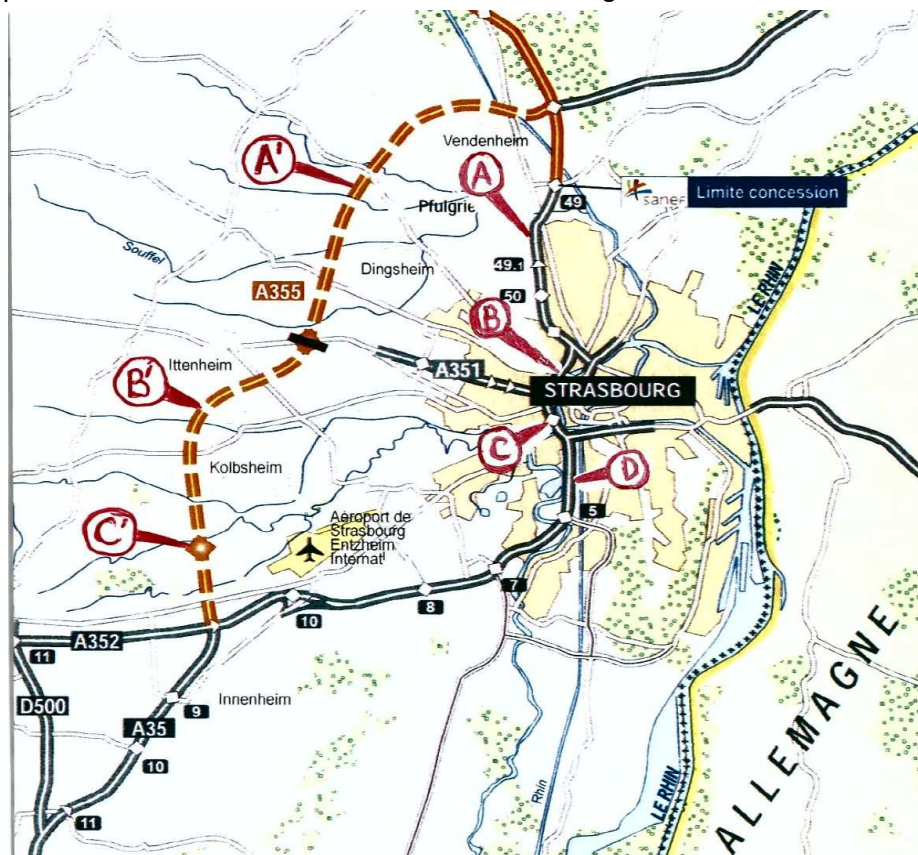 Vendenheim
A'
A
Pfulgrie
49
sanef
Limite concession
Souffel
Dingsheim
49.1
LE RHIN
A355
50
B
Ittenheim
A351
B'
STRASBOURG
C
Kolbsheim
D
C'
Aéroport de
Strasbourg
Entzheim
Internat
5
7
8
10
A352
11
D500
Innenheim
9
A35
10
11
Rhin
LE RHIN
LE RHIN
ALLEMAGNE